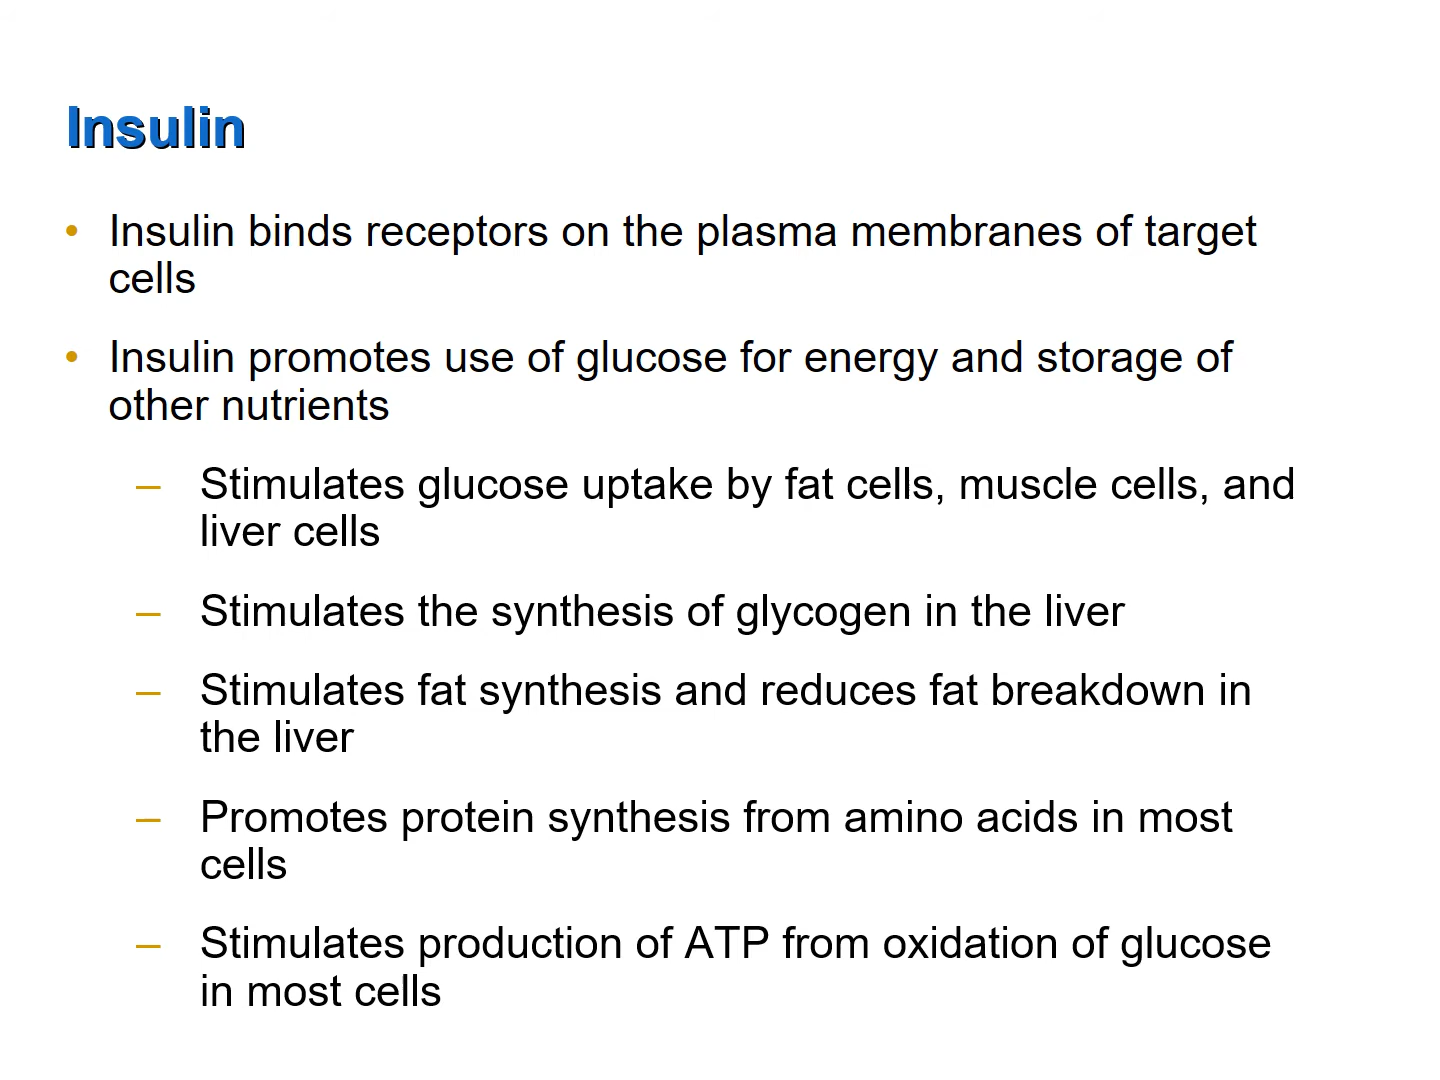 Insulin
• Insulin binds receptors on the plasma membranes of target
cells
• Insulin promotes use of glucose for energy and storage of
other nutrients
– Stimulates glucose uptake by fat cells, muscle cells, and
liver cells
– Stimulates the synthesis of glycogen in the liver
– Stimulates fat synthesis and reduces fat breakdown in
the liver
– Promotes protein synthesis from amino acids in most
cells
– Stimulates production of ATP from oxidation of glucose
in most cells